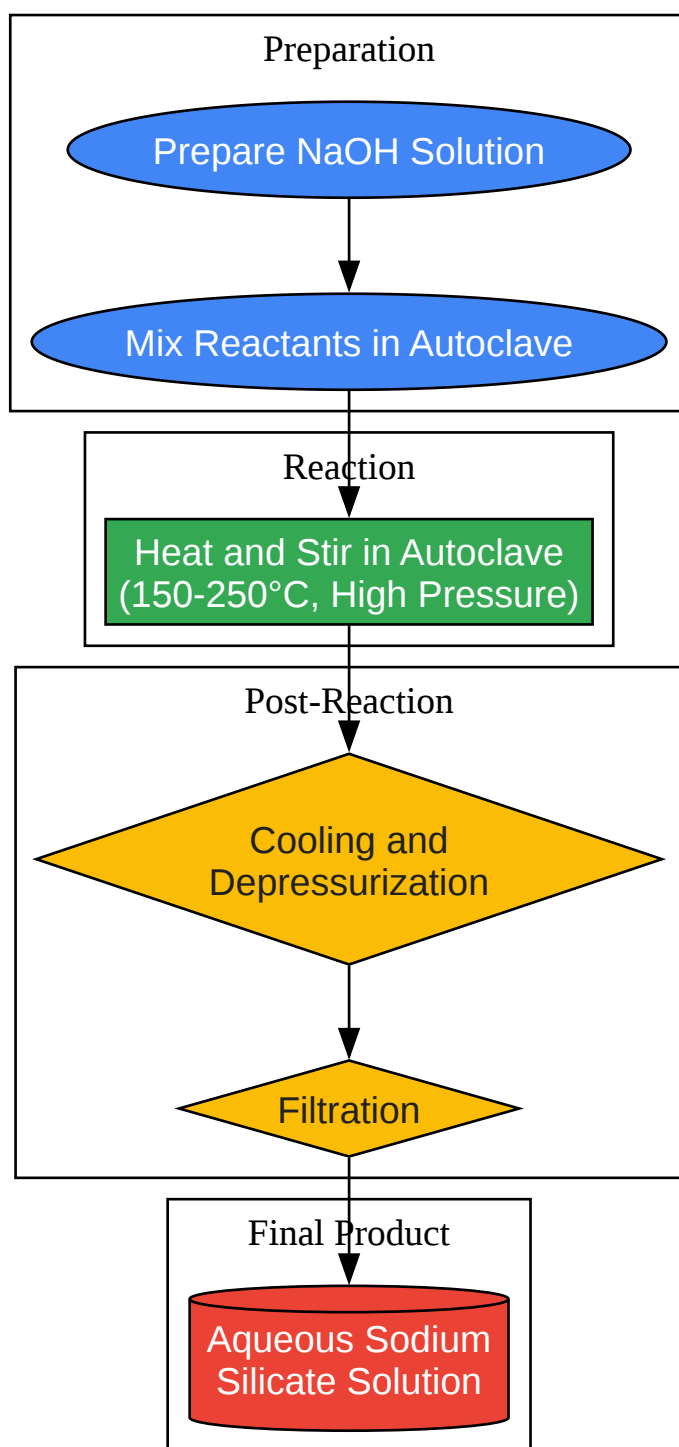 Preparation
Prepare NaOH Solution
Mix Reactants in Autoclave
Reaction
Heat and Stir in Autoclave
(150-250°C, High Pressure)
Post-Reaction
Cooling and
Depressurization
Filtration
Final Product
Aqueous Sodium
Silicate Solution